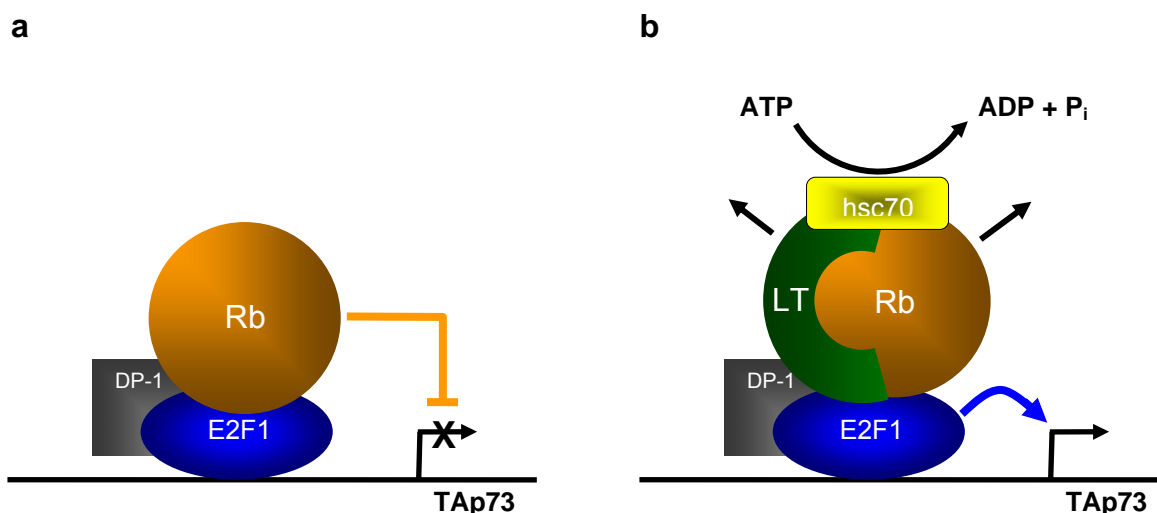 a
Rb
DP-1
E2F1
X
TAp73
b
ATP
ADP + Pᵢ
hsc70
LT
Rb
DP-1
E2F1
TAp73